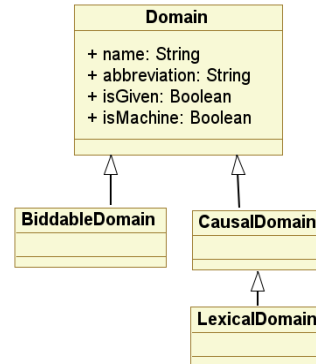 Domain
+ name: String
+ abbreviation: String
+ isGiven: Boolean
+ isMachine: Boolean
BiddableDomain
CausalDomain
LexicalDomain